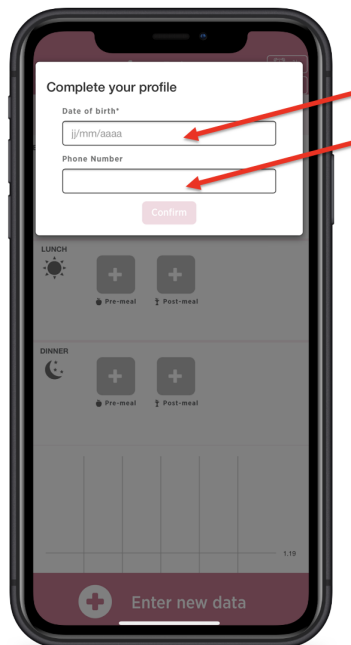 Complete your profile
Date of birth*
jj/mm/aaaa
Phone Number
Confirm
LUNCH
Pre-meal
Post-meal
DINNER
Pre-meal
Post-meal
1.19
Enter new data